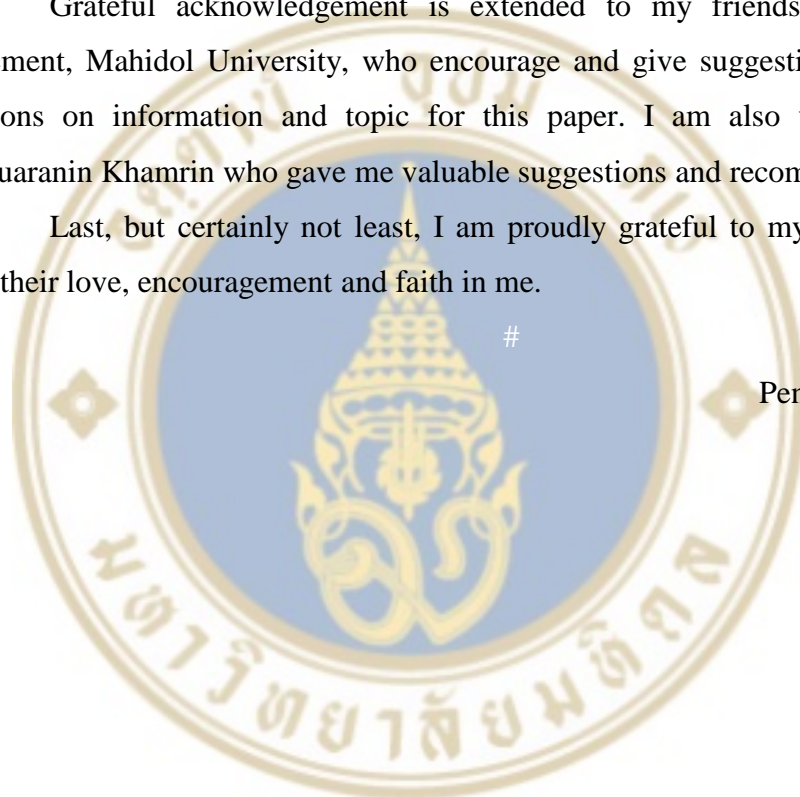 Grateful acknowledgement is extended to my friends
ement, Mahidol University, who encourage and give suggesti
ons on information and topic for this paper. I am also
uaranin Khamrin who gave me valuable suggestions and recom
Last, but certainly not least, I am proudly grateful to my
their love, encouragement and faith in me.
#
มหาวิทยาลัยมหิดล